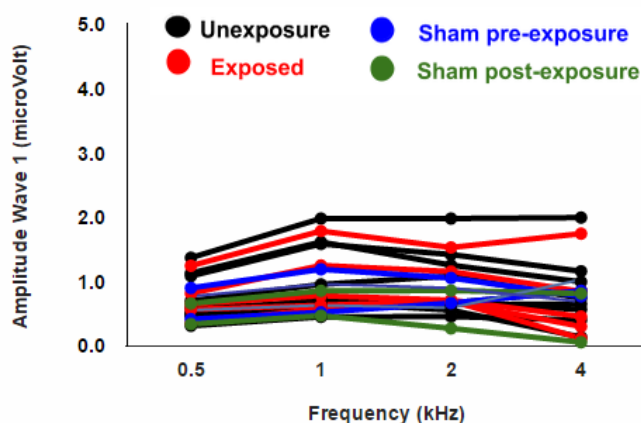 5.0
Unexposure
Sham pre-exposure
Exposed
Sham post-exposure
4.0
3.0
2.0
1.0
0.0
Amplitude Wave 1 (microVolt)
0.5 1 2 4
Frequency (kHz)